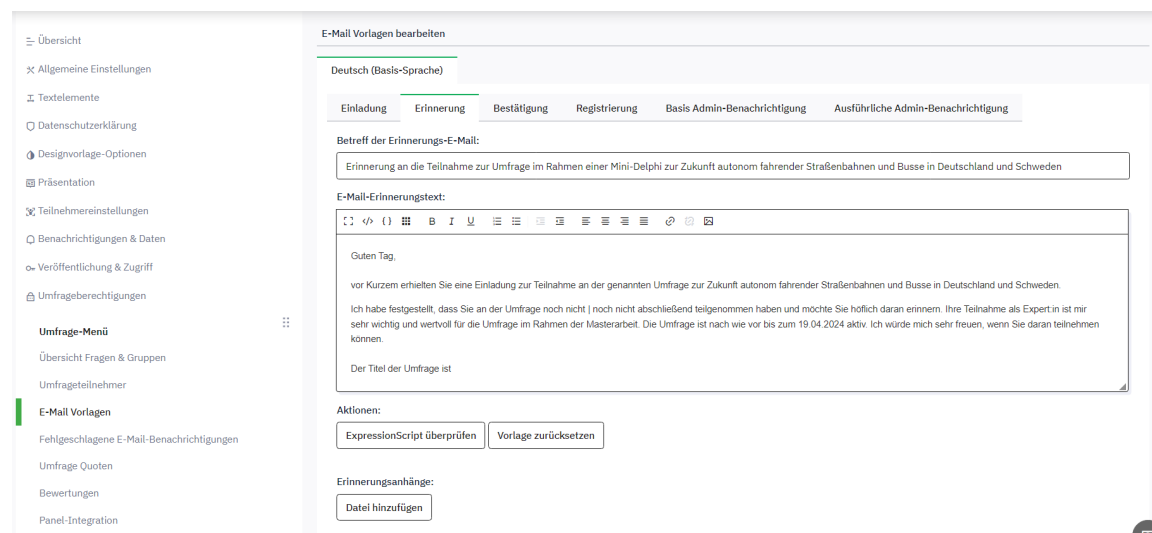 Übersicht
Allgemeine Einstellungen
Textelemente
Datenschutzerklärung
Designvorlage-Optionen
Präsentation
Teilnehmereinstellungen
Benachrichtigungen & Daten
Veröffentlichung & Zugriff
Umfrageberechtigungen
Umfrage-Menü
Übersicht Fragen & Gruppen
Umfrageteilnehmer
E-Mail Vorlagen
Fehlgeschlagene E-Mail-Benachrichtigungen
Umfrage Quoten
Bewertungen
Panel-Integration
E-Mail Vorlagen bearbeiten
Deutsch (Basis-Sprache)
Einladung Erinnerung Bestätigung Registrierung Basis Admin-Benachrichtigung Ausführliche Admin-Benachrichtigung
Betreff der Erinnerungs-E-Mail:
Erinnerung an die Teilnahme zur Umfrage im Rahmen einer Mini-Delphi zur Zukunft autonom fahrender Straßenbahnen und Busse in Deutschland und Schweden
E-Mail-Erinnerungstext:
B I U
Guten Tag,
vor Kurzem erhielten Sie eine Einladung zur Teilnahme an der genannten Umfrage zur Zukunft autonom fahrender Straßenbahnen und Busse in Deutschland und Schweden.
Ich habe festgestellt, dass Sie an der Umfrage noch nicht | noch nicht abschließend teilgenommen haben und möchte Sie höflich daran erinnern. Ihre Teilnahme als Expert:in ist mir
sehr wichtig und wertvoll für die Umfrage im Rahmen der Masterarbeit. Die Umfrage ist nach wie vor bis zum 19.04.2024 aktiv. Ich würde mich sehr freuen, wenn Sie daran teilnehmen
können.
Der Titel der Umfrage ist
Aktionen:
ExpressionScript überprüfen Vorlage zurücksetzen
Erinnerungsanhänge:
Datei hinzufügen